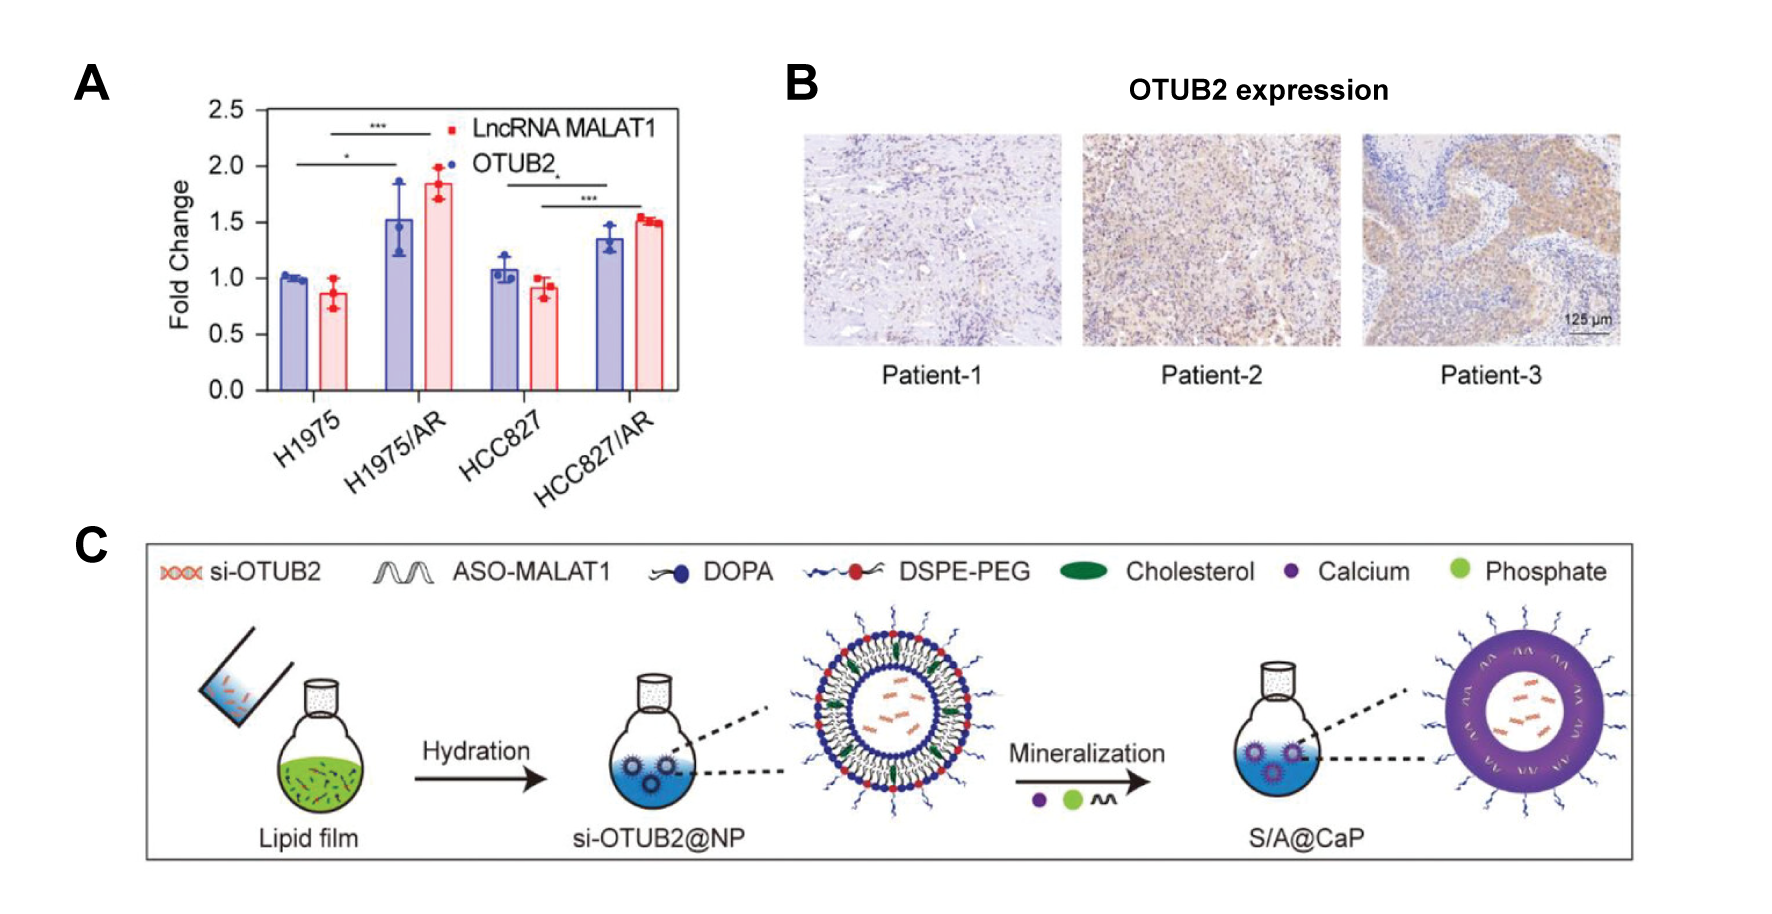 A
2.5
2.0
1.5
1.0
0.5
0.0
Fold Change
***
*
LncRNA MALAT1
OTUB2
*
***
H1975
H1975/AR
HCC827
HCC827/AR
B
OTUB2 expression
125 μm
Patient-1
Patient-2
Patient-3
C
si-OTUB2
ASO-MALAT1
DOPA
DSPE-PEG
Cholesterol
Calcium
Phosphate
Hydration
Mineralization
Lipid film
si-OTUB2@NP
S/A@CaP